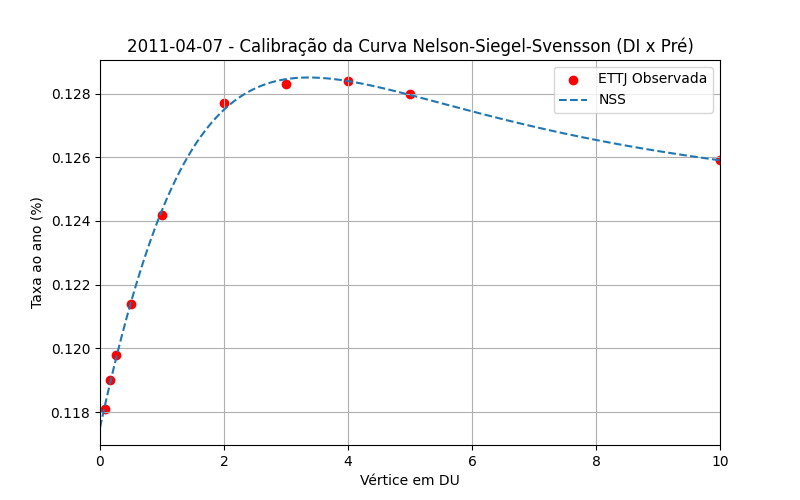 2011-04-07 - Calibração da Curva Nelson-Siegel-Svensson (DI x Pré)
ETTJ Observada
NSS
Taxa ao ano (%)
0.128
0.126
0.124
0.122
0.120
0.118
0 2 4 6 8 10
Vértice em DU